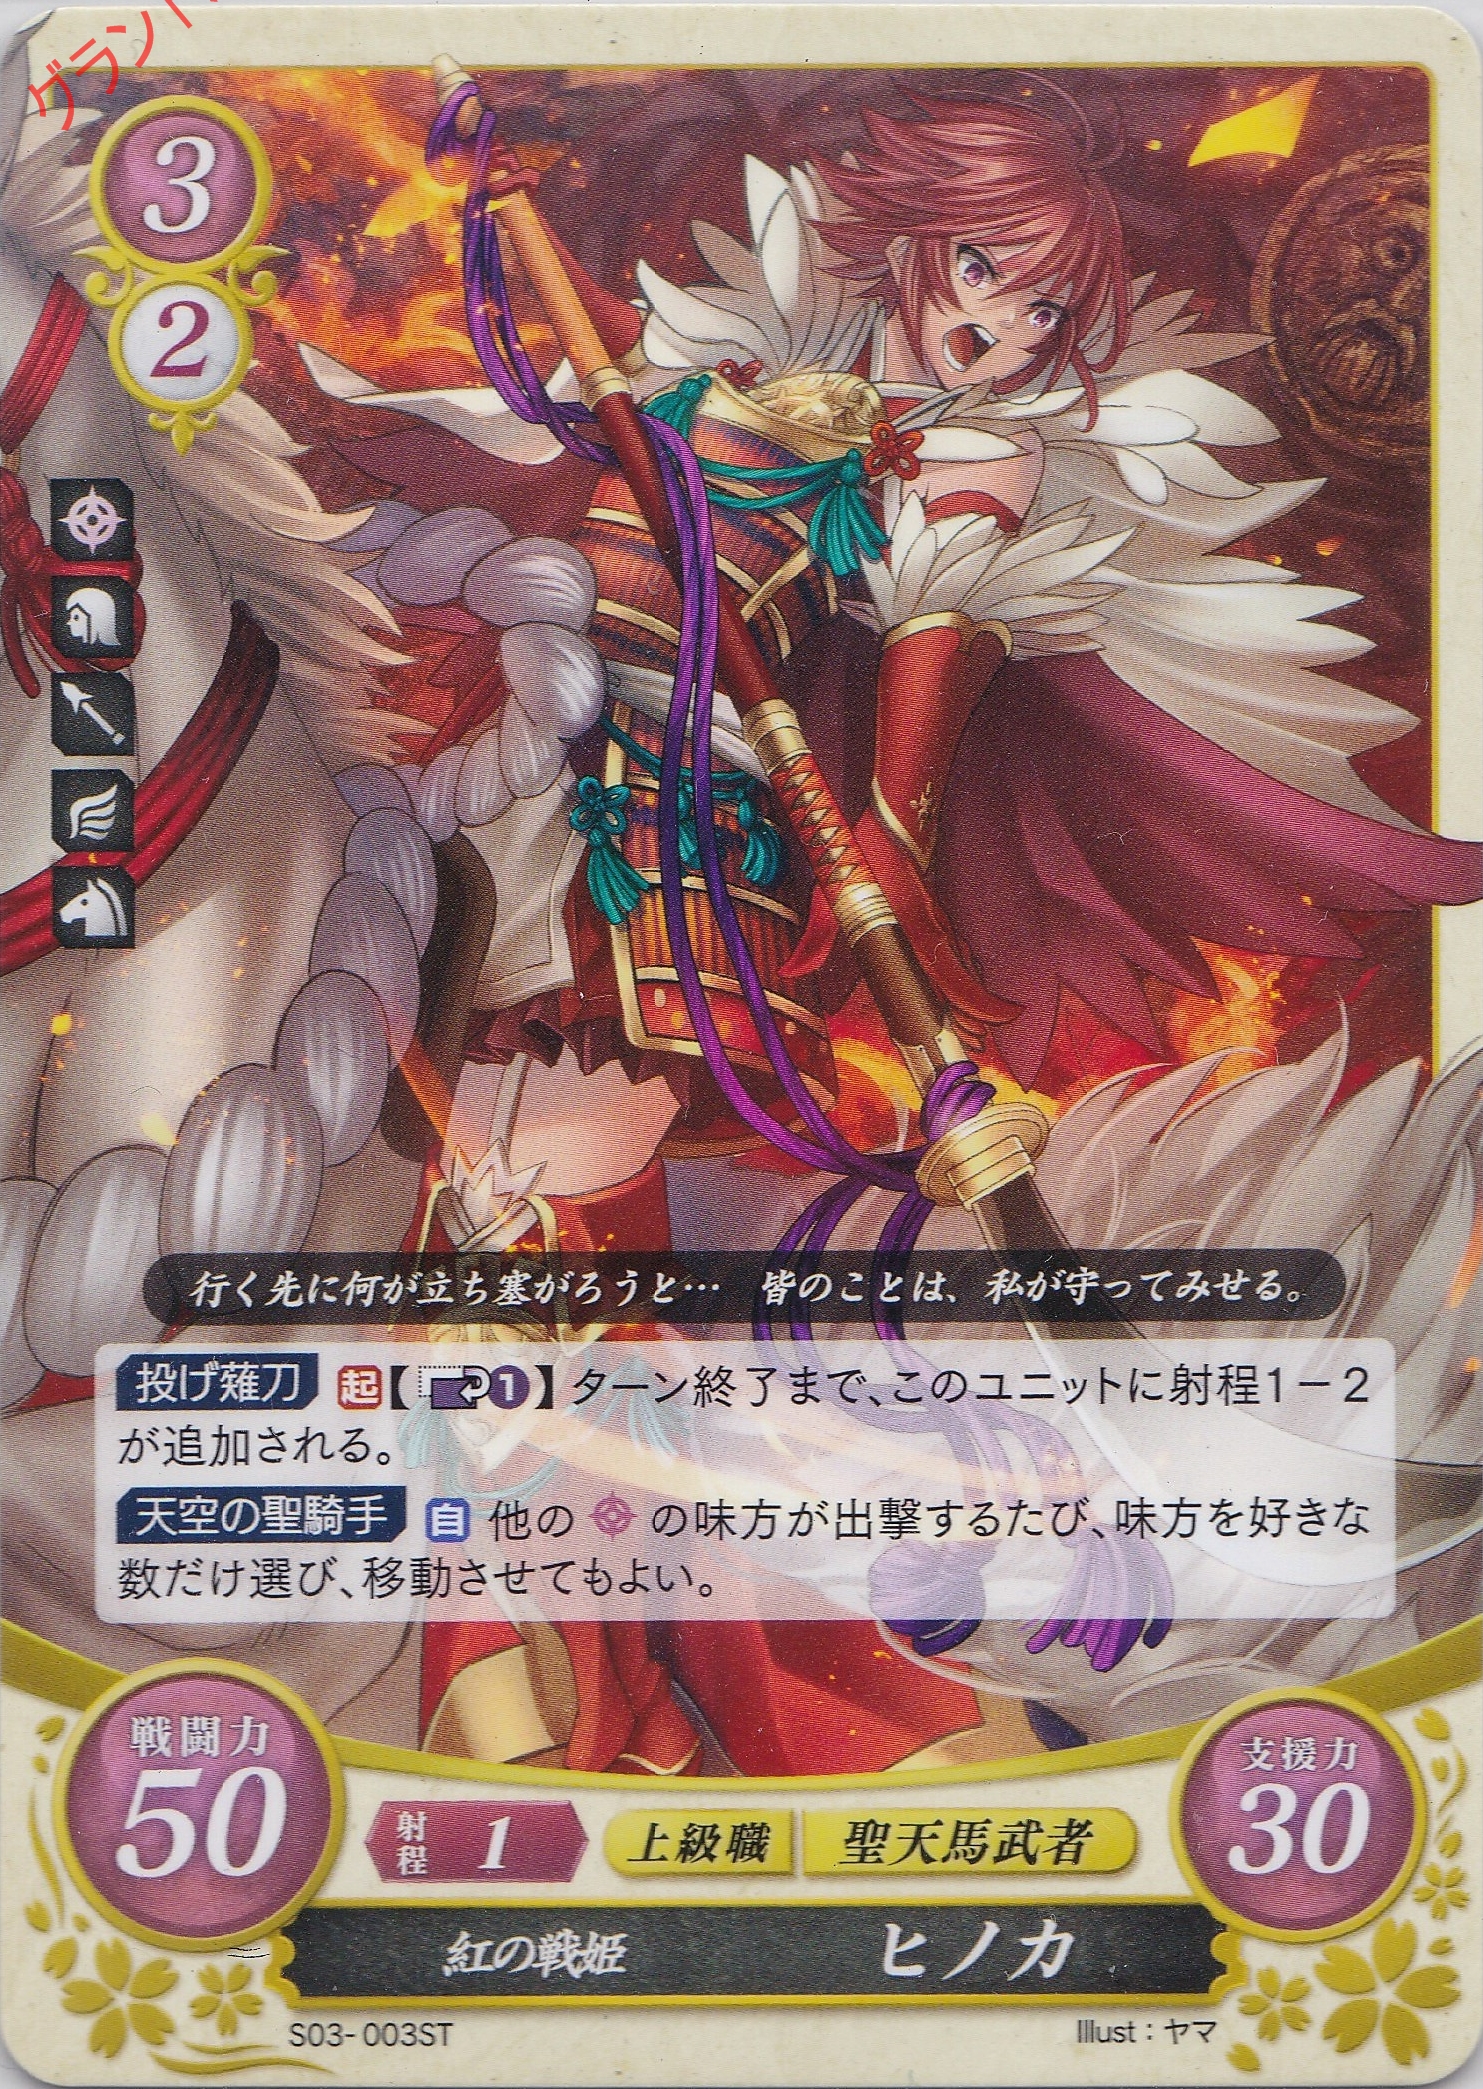 グラン
3
2
行く先に何が立ち塞がろうと… 皆のことは、私が守ってみせる。
投げ薙刀 起【1】ターン終了まで、このユニットに射程1－2
が追加される。
天空の聖騎手 自 他の の味方が出撃するたび、味方を好きな
数だけ選び、移動させてもよい。
戦闘力
50
射程 1
上級職 聖天馬武者
支援力
30
紅の戦姫 ヒノカ
S03-003ST
Illust：ヤマ